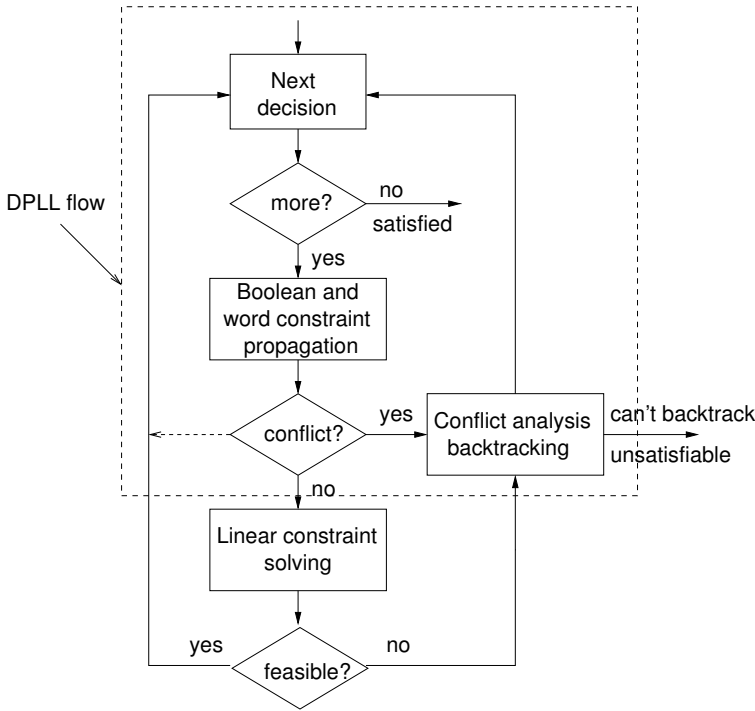 Next
decision
DPLL flow
more?
no
satisfied
yes
Boolean and
word constraint
propagation
conflict?
yes
Conflict analysis
backtracking
can't backtrack
unsatisfiable
no
Linear constraint
solving
yes
feasible?
no